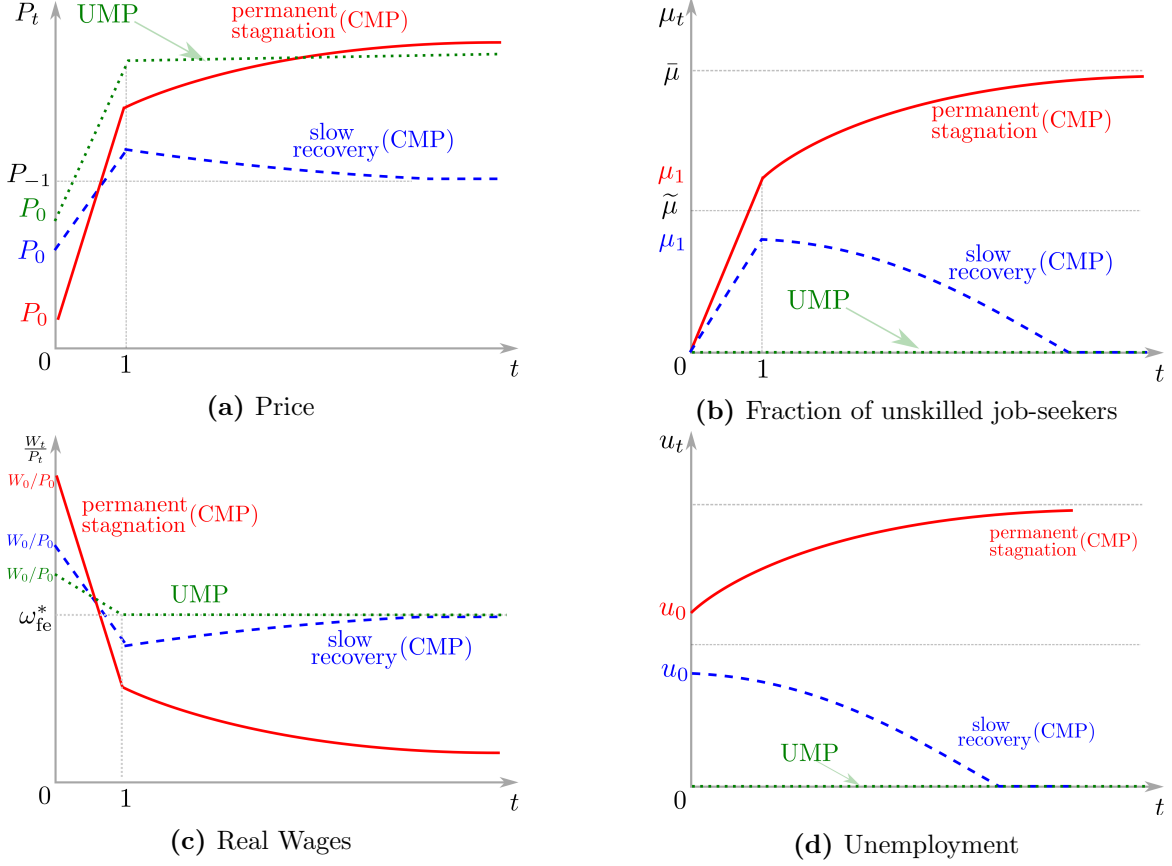 P_t
UMP
permanent
stagnation(CMP)
slow
recovery(CMP)
P_{-1}
P_0
P_0
P_0
0
1
t
(a) Price
μ_t
μ̄
permanent
stagnation(CMP)
μ_1
μ̃
μ_1
slow
recovery(CMP)
UMP
0
1
t
(b) Fraction of unskilled job-seekers
W_t/P_t
W_0/P_0
permanent
stagnation(CMP)
W_0/P_0
W_0/P_0
UMP
ω*_fe
slow
recovery(CMP)
0
1
t
(c) Real Wages
u_t
permanent
stagnation(CMP)
u_0
u_0
slow
recovery(CMP)
UMP
0
t
(d) Unemployment